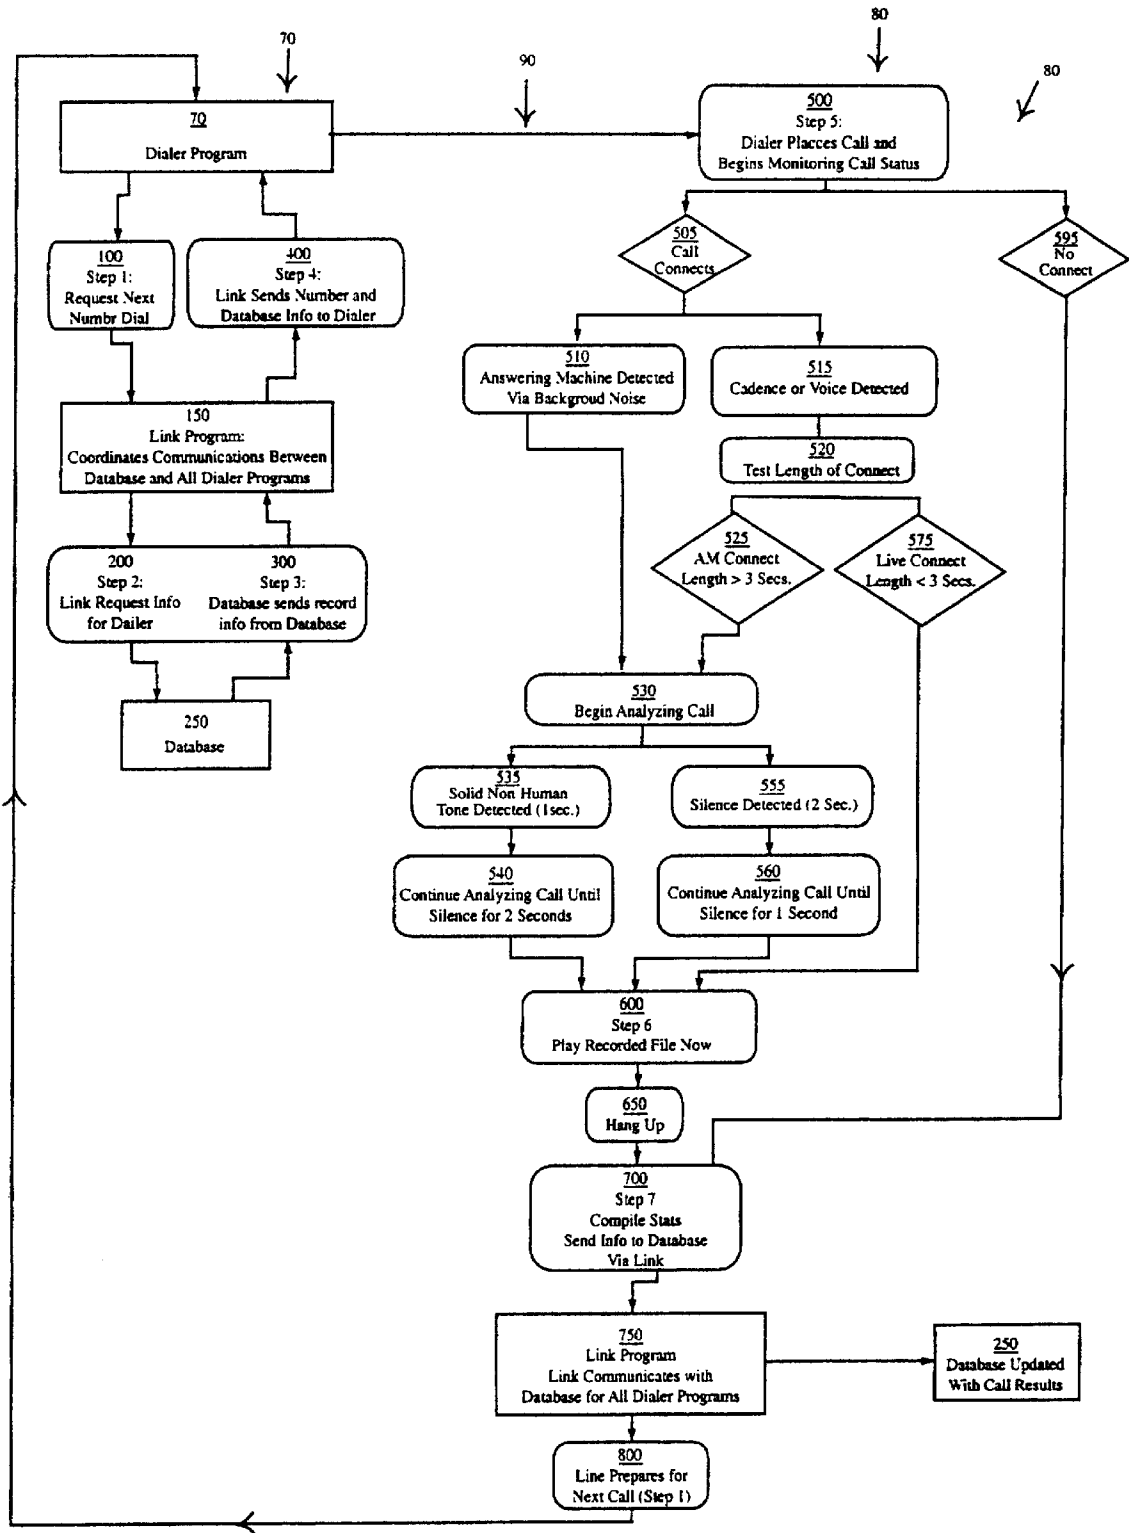 80
70
90
80
70
Dialer Program
500
Step 5:
Dialer Placces Call and
Begins Monitoring Call Status
100
Step 1:
Request Next
Numbr Dial
400
Step 4:
Link Sends Number and
Database Info to Dialer
505
Call
Connects
595
No
Connect
510
Answering Machine Detected
Via Backgroud Noise
515
Cadence or Voice Detected
150
Link Program:
Coordinates Communications Between
Database and All Dialer Programs
520
Test Length of Connect
525
AM Connect
Length > 3 Secs.
575
Live Connect
Length < 3 Secs.
200
Step 2:
Link Request Info
for Dailer
300
Step 3:
Database sends record
info from Database
530
Begin Analyzing Call
250
Database
535
Solid Non Human
Tone Detected (1sec.)
555
Silence Detected (2 Sec.)
540
Continue Analyzing Call Until
Silence for 2 Seconds
560
Continue Analyzing Call Until
Silence for 1 Second
600
Step 6
Play Recorded File Now
650
Hang Up
700
Step 7
Compile Stats
Send Info to Database
Via Link
750
Link Program
Link Communicates with
Database for All Dialer Programs
250
Database Updated
With Call Results
800
Line Prepares for
Next Call (Step 1)